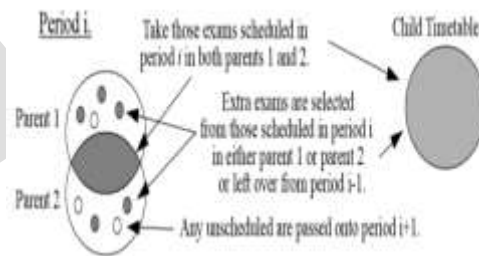 Period i.
Take those exams scheduled in
period i in both parents 1 and 2.
Child Timetable
Parent 1
Extra exams are selected
from those scheduled in period i
in either parent 1 or parent 2
or left over from period i-1.
Parent 2
Any unscheduled are passed onto period i+1.